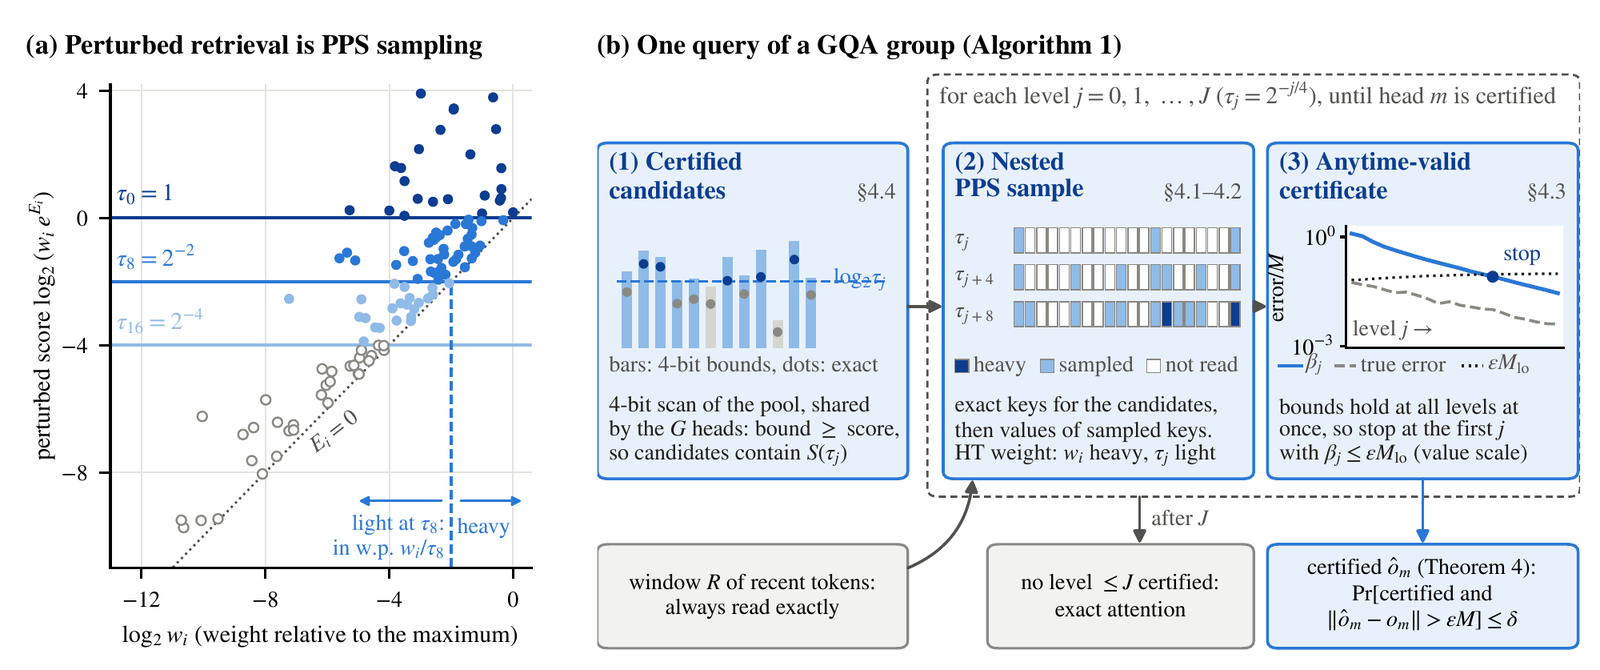 (a) Perturbed retrieval is PPS sampling
4
0
−4
−8
−12
−8
−4
0
perturbed score log₂ (wᵢ e^{Eᵢ})
log₂ wᵢ (weight relative to the maximum)
τ₀ = 1
τ₈ = 2⁻²
τ₁₆ = 2⁻⁴
Eᵢ = 0
light at τ₈:
in w.p. wᵢ/τ₈
heavy
(b) One query of a GQA group (Algorithm 1)
for each level j = 0, 1, … , J (τⱼ = 2^{−j/4}), until head m is certified
(1) Certified
candidates
§4.4
log₂τⱼ
bars: 4-bit bounds, dots: exact
4-bit scan of the pool, shared
by the G heads: bound ≥ score,
so candidates contain S(τⱼ)
(2) Nested
PPS sample
§4.1–4.2
τⱼ
τⱼ₊₄
τⱼ₊₈
heavy
sampled
not read
exact keys for the candidates,
then values of sampled keys.
HT weight: wᵢ heavy, τⱼ light
(3) Anytime-valid
certificate
§4.3
10⁰
10⁻³
error/M
stop
level j →
βⱼ
true error
εM_{lo}
bounds hold at all levels at
once, so stop at the first j
with βⱼ ≤ εM_{lo} (value scale)
window R of recent tokens:
always read exactly
after J
no level ≤ J certified:
exact attention
certified ôₘ (Theorem 4):
Pr[certified and
‖ôₘ − oₘ‖ > εM] ≤ δ